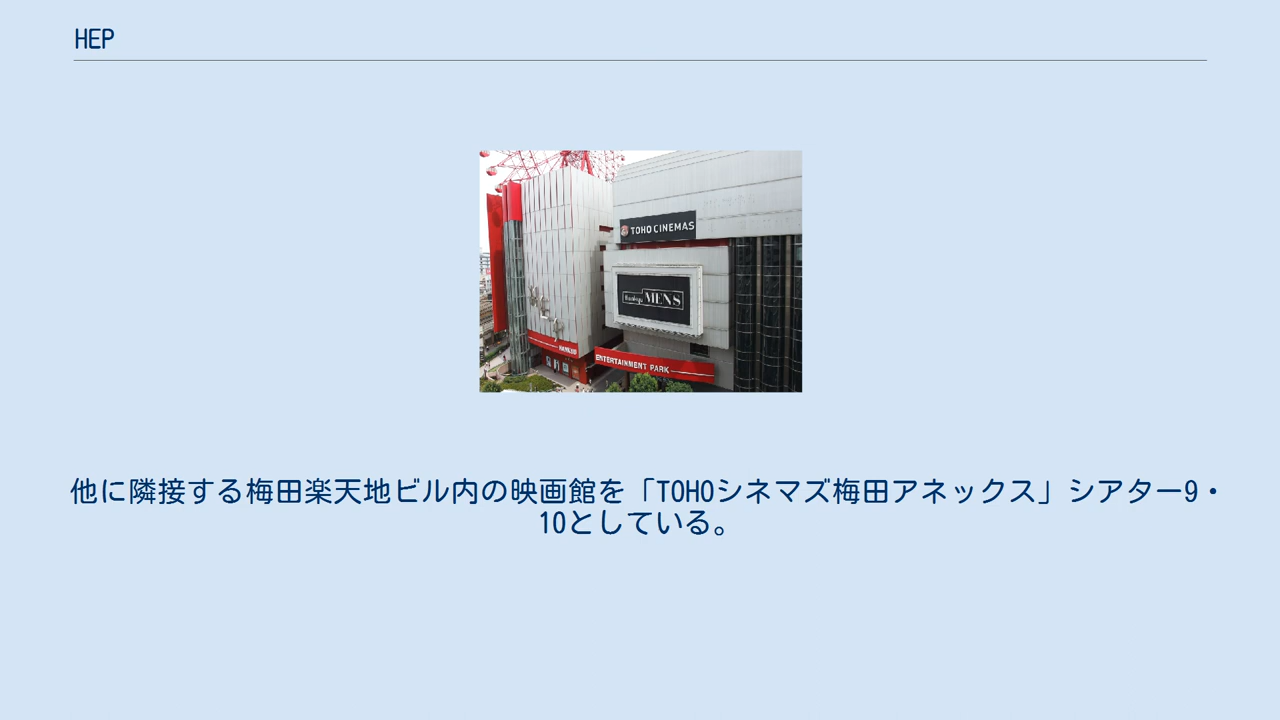 HEP
TOHO CINEMAS
MENS
HANKYU
ENTERTAINMENT PARK
他に隣接する梅田楽天地ビル内の映画館を「TOHOシネマズ梅田アネックス」シアター9・
10としている。